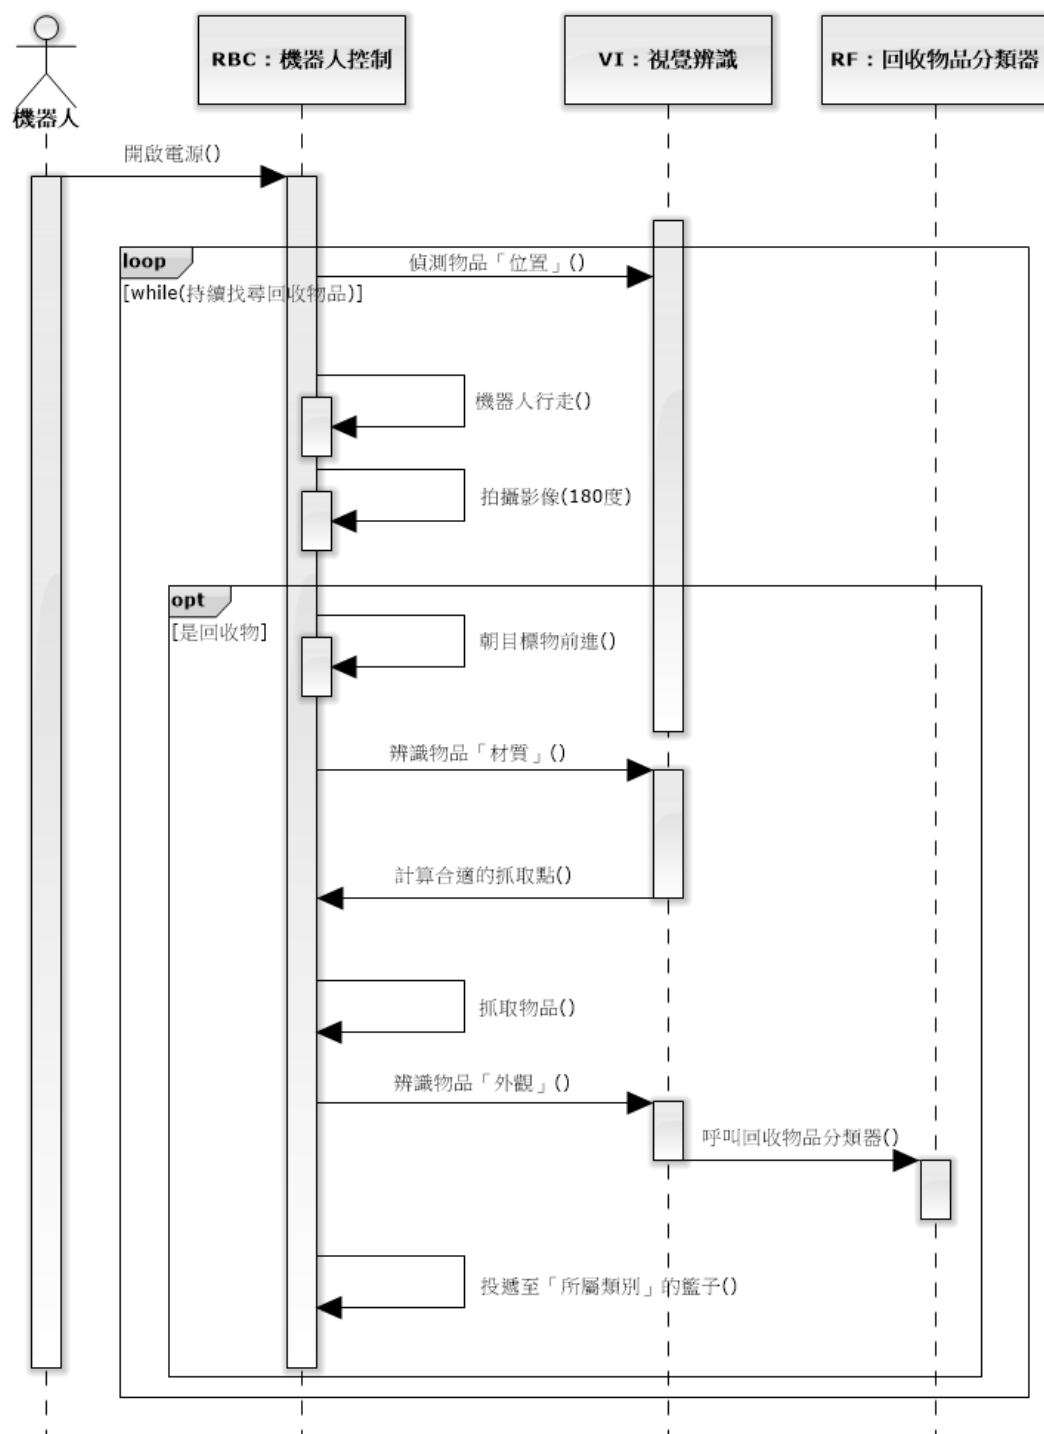 機器人
RBC：機器人控制
VI：視覺辨識
RF：回收物品分類器
開啟電源()
loop
[while(持續找尋回收物品)]
偵測物品「位置」()
機器人行走()
拍攝影像(180度)
opt
[是回收物]
朝目標物前進()
辨識物品「材質」()
計算合適的抓取點()
抓取物品()
辨識物品「外觀」()
呼叫回收物品分類器()
投遞至「所屬類別」的籃子()